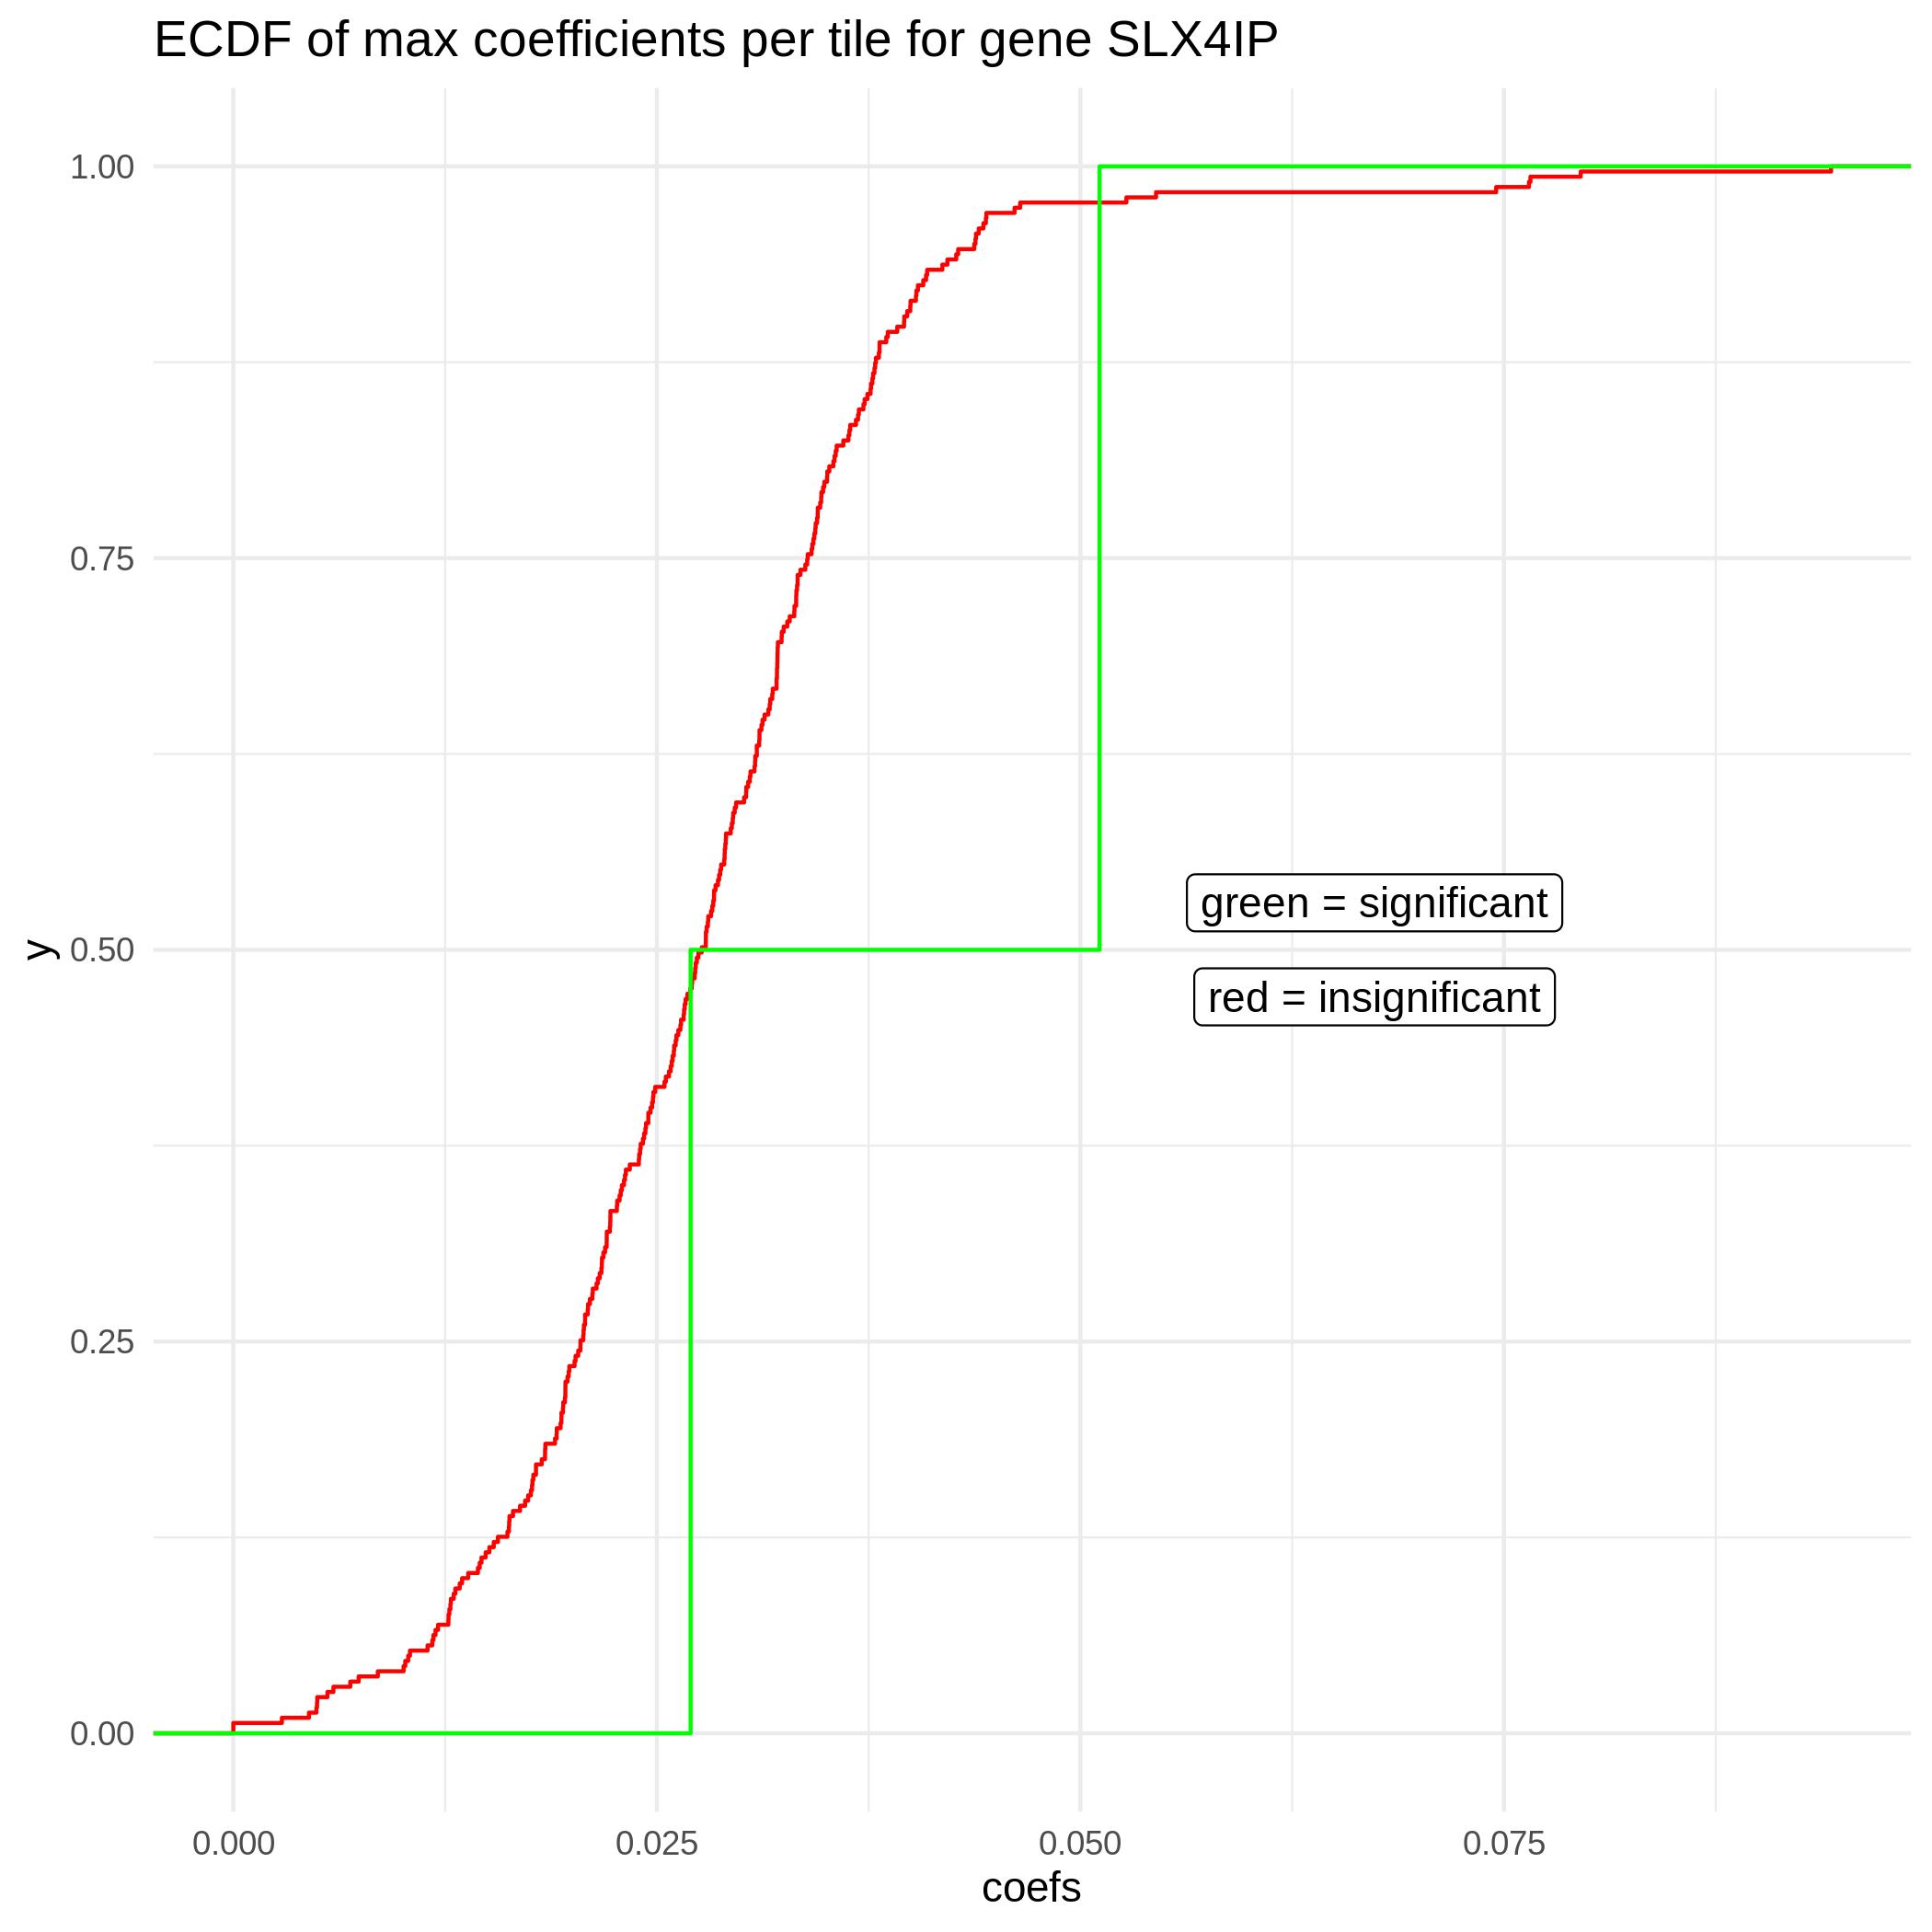 ECDF of max coefficients per tile for gene SLX4IP
1.00
0.75
0.50
0.25
0.00
y
green = significant
red = insignificant
0.000 0.025 0.050 0.075
coefs